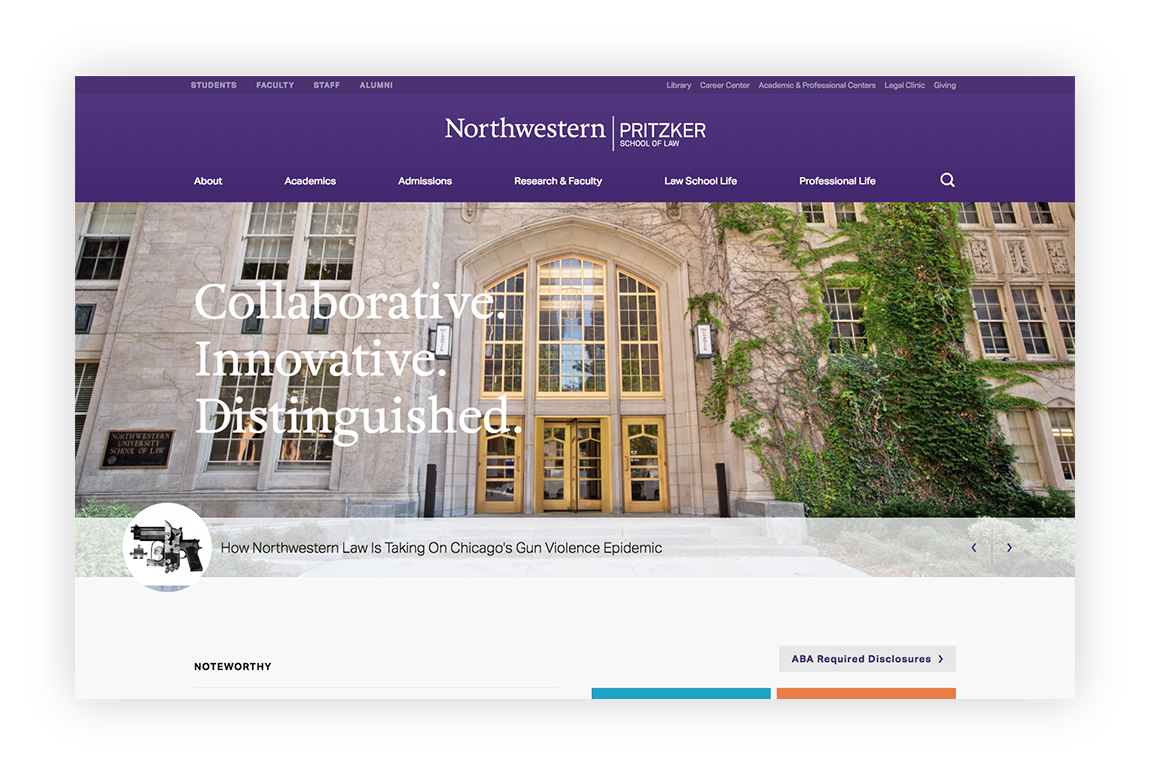 STUDENTS FACULTY STAFF ALUMNI
Library Career Center Academic & Professional Centers Legal Clinic Giving
Northwestern PRITZKER
SCHOOL OF LAW
About Academics Admissions Research & Faculty Law School Life Professional Life
Collaborative.
Innovative.
Distinguished.
NORTHWESTERN
UNIVERSITY
SCHOOL OF LAW
How Northwestern Law Is Taking On Chicago's Gun Violence Epidemic
NOTEWORTHY
ABA Required Disclosures